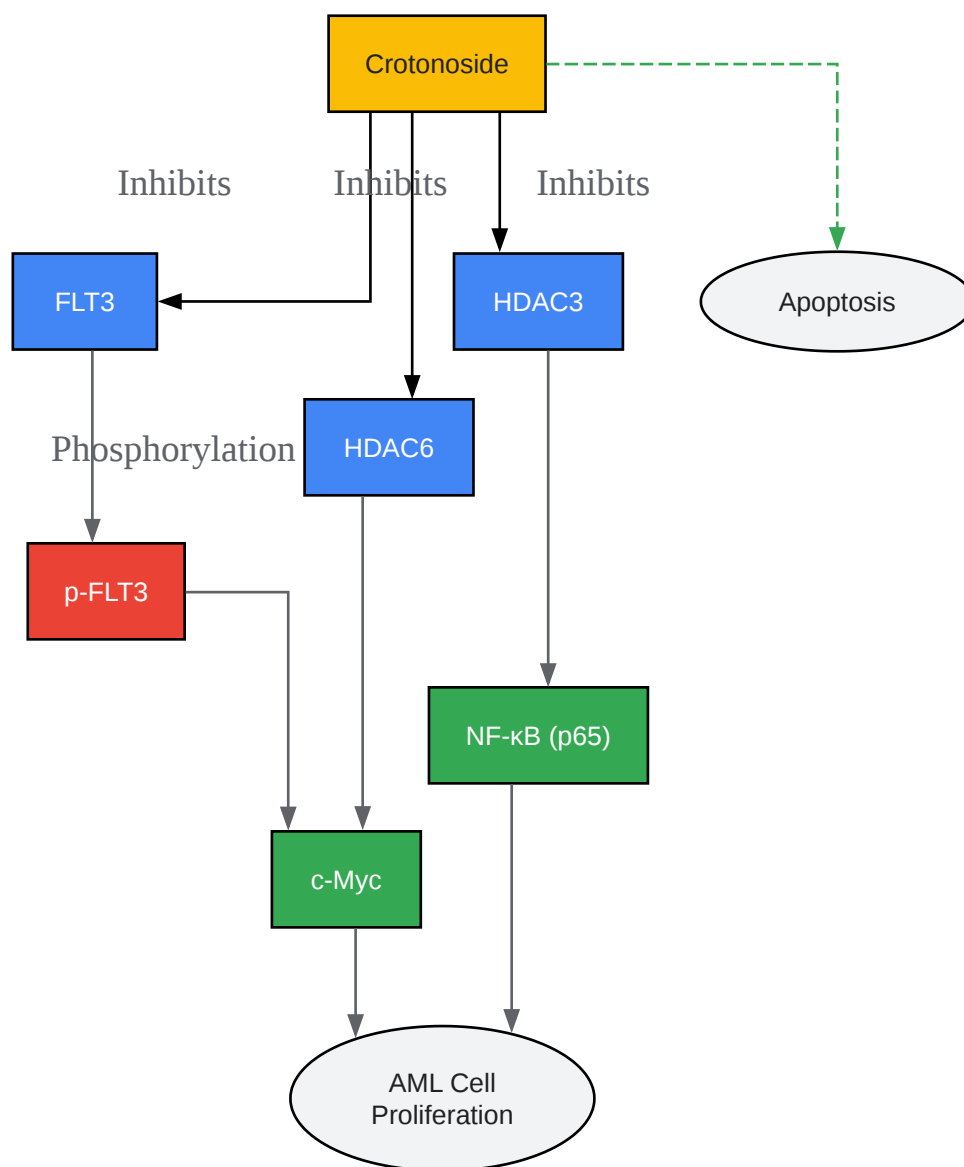 Crotonoside
Inhibits
Inhibits
Inhibits
FLT3
HDAC3
Apoptosis
Phosphorylation
HDAC6
p-FLT3
NF-κB (p65)
c-Myc
AML Cell
Proliferation